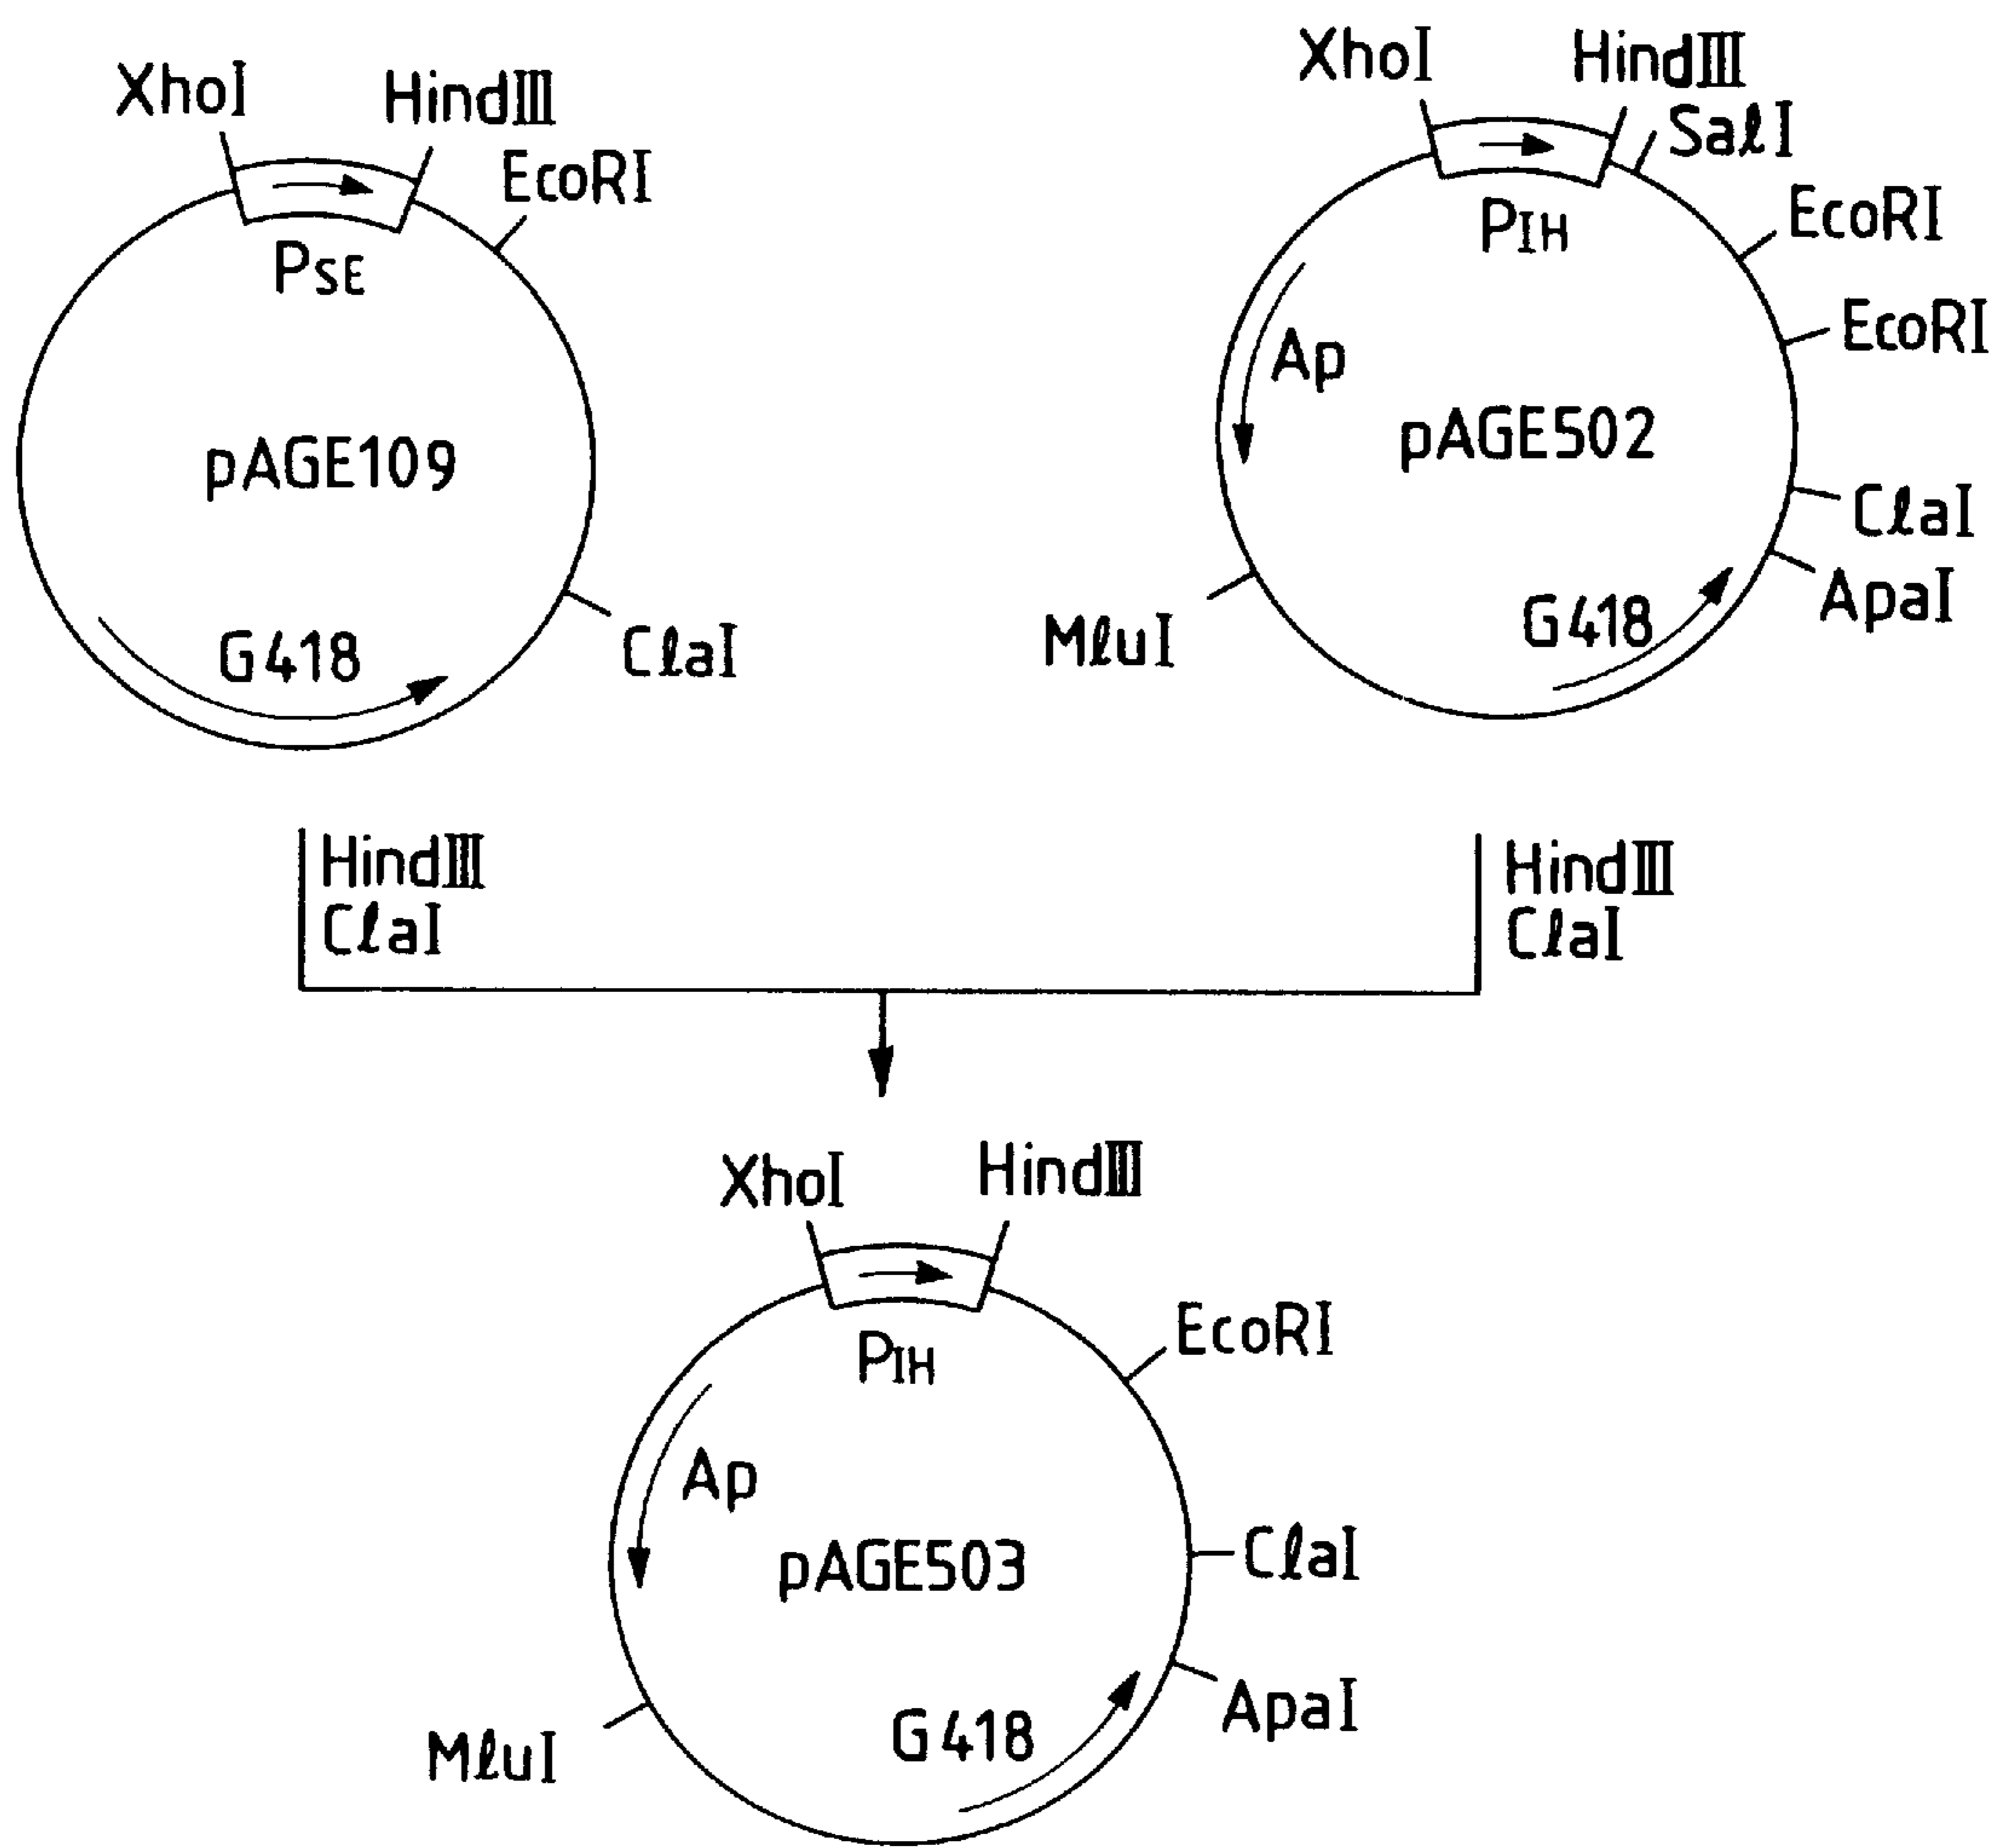 XhoI
HindIII
EcoRI
PSE
pAGE109
G418
ClaI
XhoI
HindIII
SalI
EcoRI
PIH
EcoRI
Ap
pAGE502
ClaI
ApaI
G418
MluI
HindIII
ClaI
HindIII
ClaI
XhoI
HindIII
EcoRI
PIH
Ap
pAGE503
ClaI
ApaI
G418
MluI